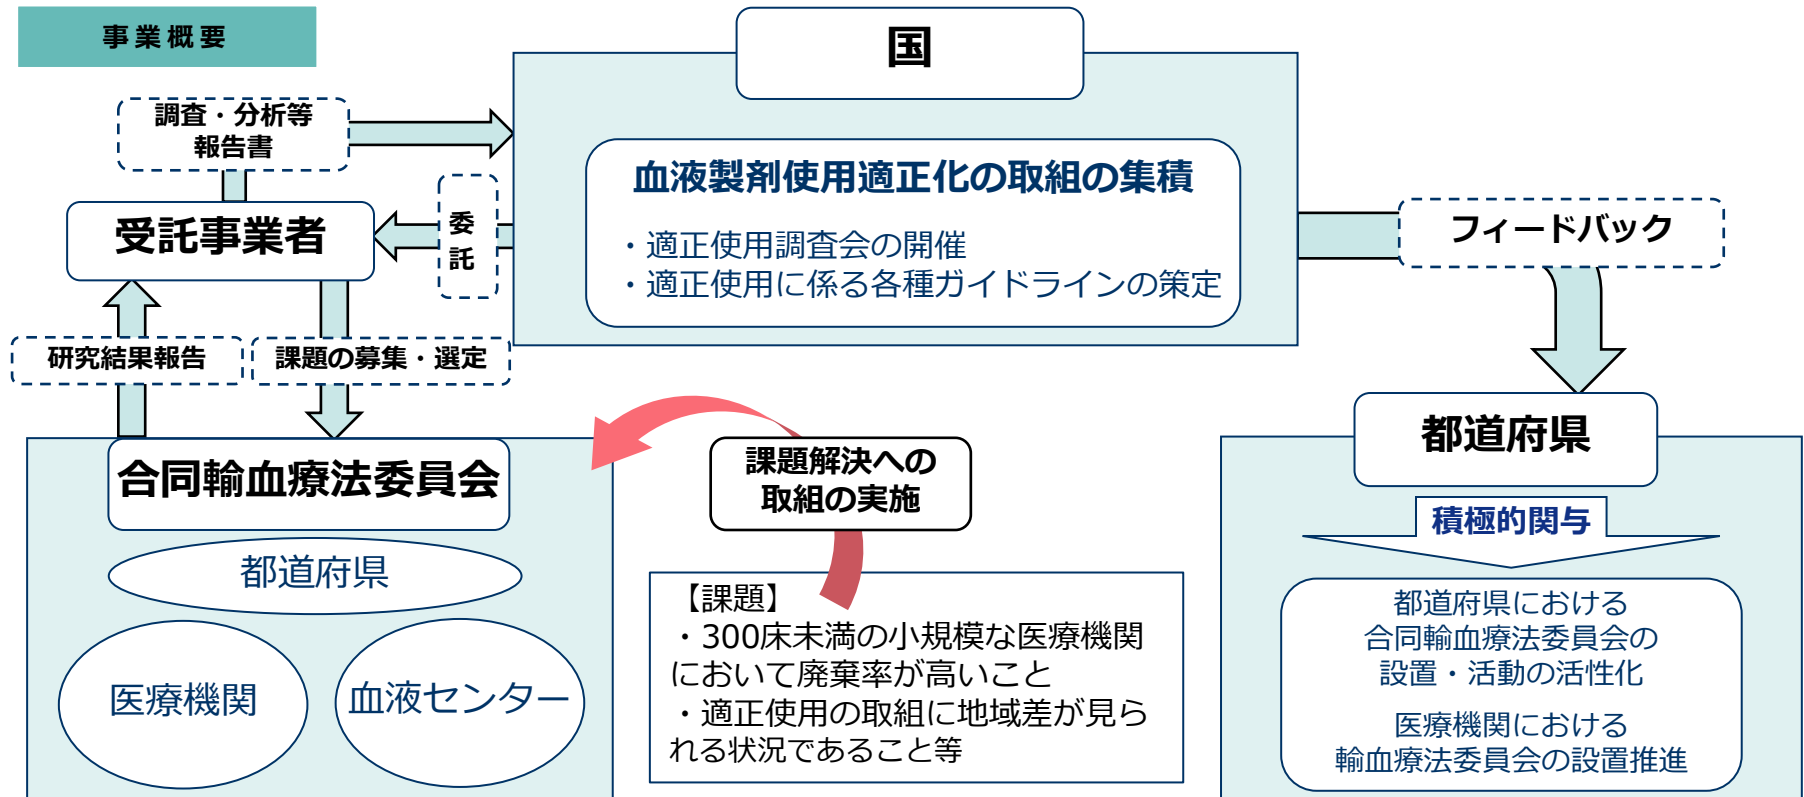 事業概要
国
調査・分析等
報告書
血液製剤使用適正化の取組の集積
・適正使用調査会の開催
・適正使用に係る各種ガイドラインの策定
受託事業者
委
託
フィードバック
研究結果報告
課題の募集・選定
合同輸血療法委員会
都道府県
医療機関
血液センター
課題解決への
取組の実施
【課題】
・300床未満の小規模な医療機関
において廃棄率が高いこと
・適正使用の取組に地域差が見ら
れる状況であること等
都道府県
積極的関与
都道府県における
合同輸血療法委員会の
設置・活動の活性化
医療機関における
輸血療法委員会の設置推進